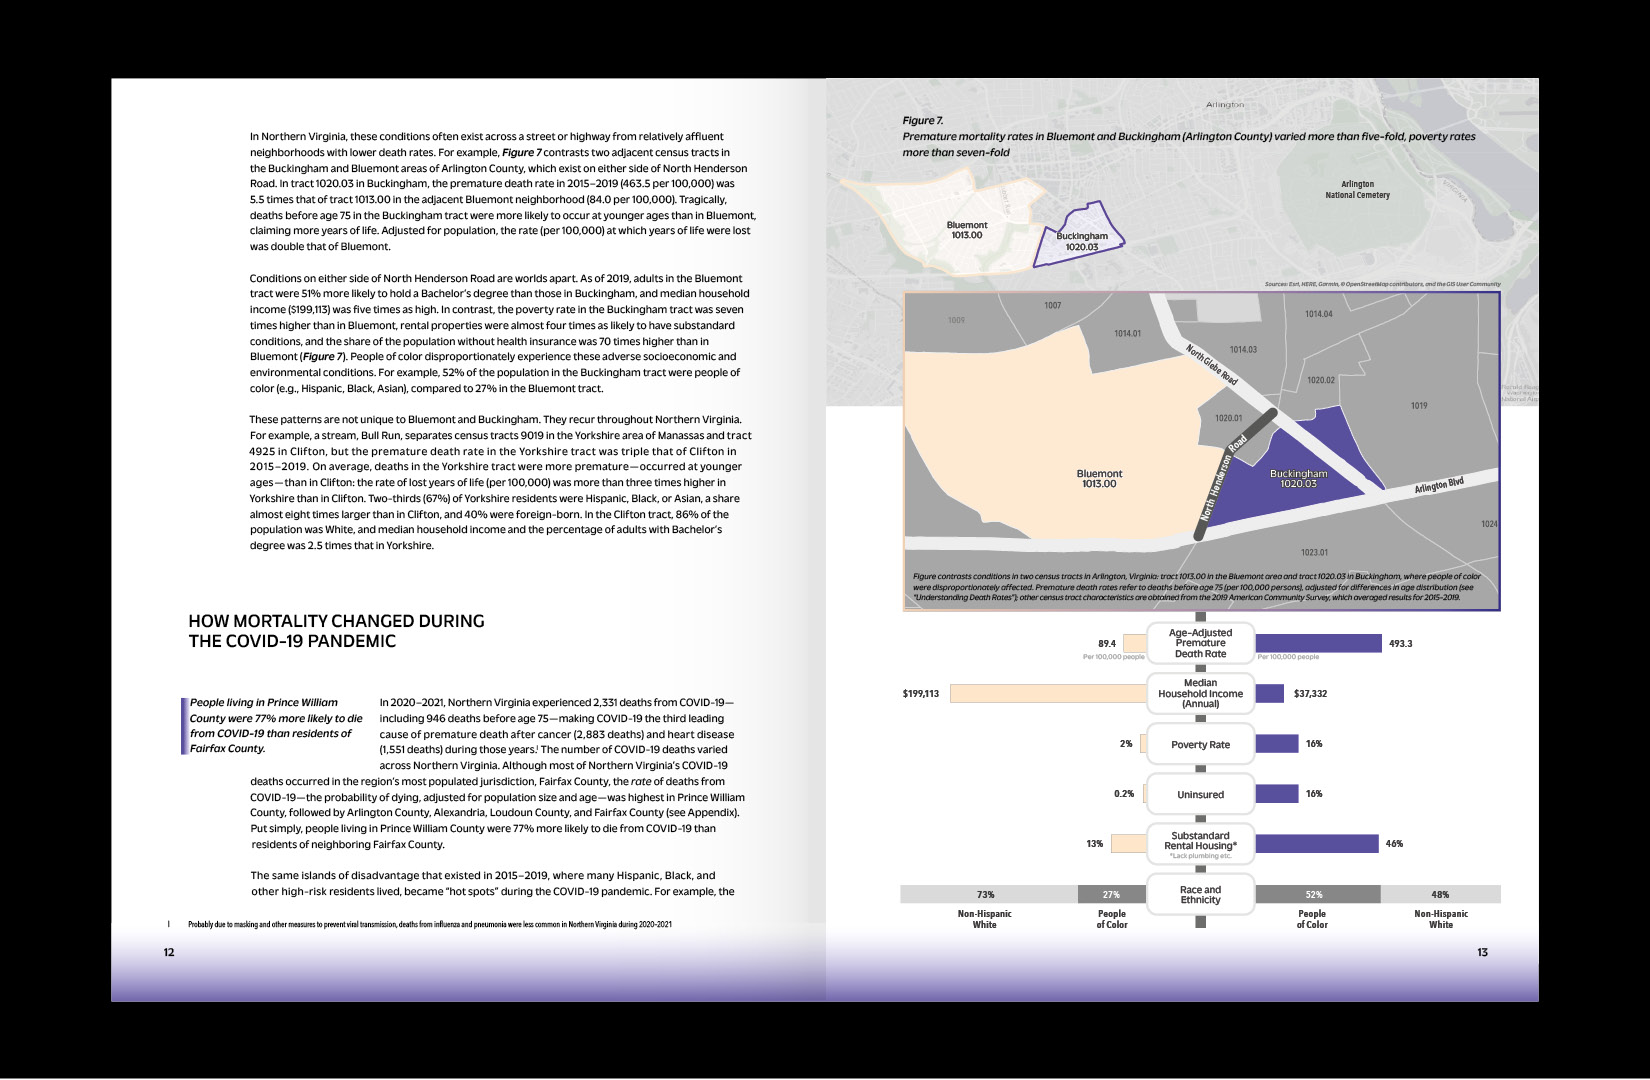 In Northern Virginia, these conditions often exist across a street or highway from relatively affluent
neighborhoods with lower death rates. For example, Figure 7 contrasts two adjacent census tracts in
the Buckingham and Bluemont areas of Arlington County, which exist on either side of North Henderson
Road. In tract 1020.03 in Buckingham, the premature death rate in 2015–2019 (463.5 per 100,000) was
5.5 times that of tract 1013.00 in the adjacent Bluemont neighborhood (84.0 per 100,000). Tragically,
deaths before age 75 in the Buckingham tract were more likely to occur at younger ages than in Bluemont,
claiming more years of life. Adjusted for population, the rate (per 100,000) at which years of life were lost
was double that of Bluemont.
Conditions on either side of North Henderson Road are worlds apart. As of 2019, adults in the Bluemont
tract were 51% more likely to hold a Bachelor's degree than those in Buckingham, and median household
income ($199,113) was five times as high. In contrast, the poverty rate in the Buckingham tract was seven
times higher than in Bluemont, rental properties were almost four times as likely to have substandard
conditions, and the share of the population without health insurance was 70 times higher than in
Bluemont (Figure 7). People of color disproportionately experience these adverse socioeconomic and
environmental conditions. For example, 52% of the population in the Buckingham tract were people of
color (e.g., Hispanic, Black, Asian), compared to 27% in the Bluemont tract.
These patterns are not unique to Bluemont and Buckingham. They recur throughout Northern Virginia.
For example, a stream, Bull Run, separates census tracts 9019 in the Yorkshire area of Manassas and tract
4925 in Clifton, but the premature death rate in the Yorkshire tract was triple that of Clifton in
2015–2019. On average, deaths in the Yorkshire tract were more premature—occurred at younger
ages—than in Clifton: the rate of lost years of life (per 100,000) was more than three times higher in
Yorkshire than in Clifton. Two-thirds (67%) of Yorkshire residents were Hispanic, Black, or Asian, a share
almost eight times larger than in Clifton, and 40% were foreign-born. In the Clifton tract, 86% of the
population was White, and median household income and the percentage of adults with Bachelor's
degree was 2.5 times that in Yorkshire.
HOW MORTALITY CHANGED DURING
THE COVID-19 PANDEMIC
People living in Prince William
County were 77% more likely to die
from COVID-19 than residents of
Fairfax County.
In 2020–2021, Northern Virginia experienced 2,331 deaths from COVID-19—
including 946 deaths before age 75—making COVID-19 the third leading
cause of premature death after cancer (2,883 deaths) and heart disease
(1,551 deaths) during those years.¹ The number of COVID-19 deaths varied
across Northern Virginia. Although most of Northern Virginia's COVID-19
deaths occurred in the region's most populated jurisdiction, Fairfax County, the rate of deaths from
COVID-19—the probability of dying, adjusted for population size and age—was highest in Prince William
County, followed by Arlington County, Alexandria, Loudoun County, and Fairfax County (see Appendix).
Put simply, people living in Prince William County were 77% more likely to die from COVID-19 than
residents of neighboring Fairfax County.
The same islands of disadvantage that existed in 2015–2019, where many Hispanic, Black, and
other high-risk residents lived, became "hot spots" during the COVID-19 pandemic. For example, the
I Probably due to masking and other measures to prevent viral transmission, deaths from influenza and pneumonia were less common in Northern Virginia during 2020-2021
12
Arlington
Figure 7.
Premature mortality rates in Bluemont and Buckingham (Arlington County) varied more than five-fold, poverty rates
more than seven-fold
Arlington
National Cemetery
Bluemont
1013.00
Buckingham
1020.03
Sources: Esri, HERE, Garmin, © OpenStreetMap contributors, and the GIS User Community
1009
1007
1014.01
1014.04
1014.03
North Glebe Road
1020.02
1019
1020.01
North Henderson Road
Bluemont
1013.00
Buckingham
1020.03
Arlington Blvd
1024
1023.01
Figure contrasts conditions in two census tracts in Arlington, Virginia: tract 1013.00 in the Bluemont area and tract 1020.03 in Buckingham, where people of color
were disproportionately affected. Premature death rates refer to deaths before age 75 (per 100,000 persons), adjusted for differences in age distribution (see
"Understanding Death Rates"); other census tract characteristics are obtained from the 2019 American Community Survey, which averaged results for 2015-2019.
89.4
Per 100,000 people
Age-Adjusted
Premature
Death Rate
493.3
Per 100,000 people
$199,113
Median
Household Income
(Annual)
$37,332
2%
Poverty Rate
16%
0.2%
Uninsured
16%
13%
Substandard
Rental Housing*
*Lack plumbing etc.
46%
73%
27%
Race and
Ethnicity
52%
48%
Non-Hispanic
White
People
of Color
People
of Color
Non-Hispanic
White
13